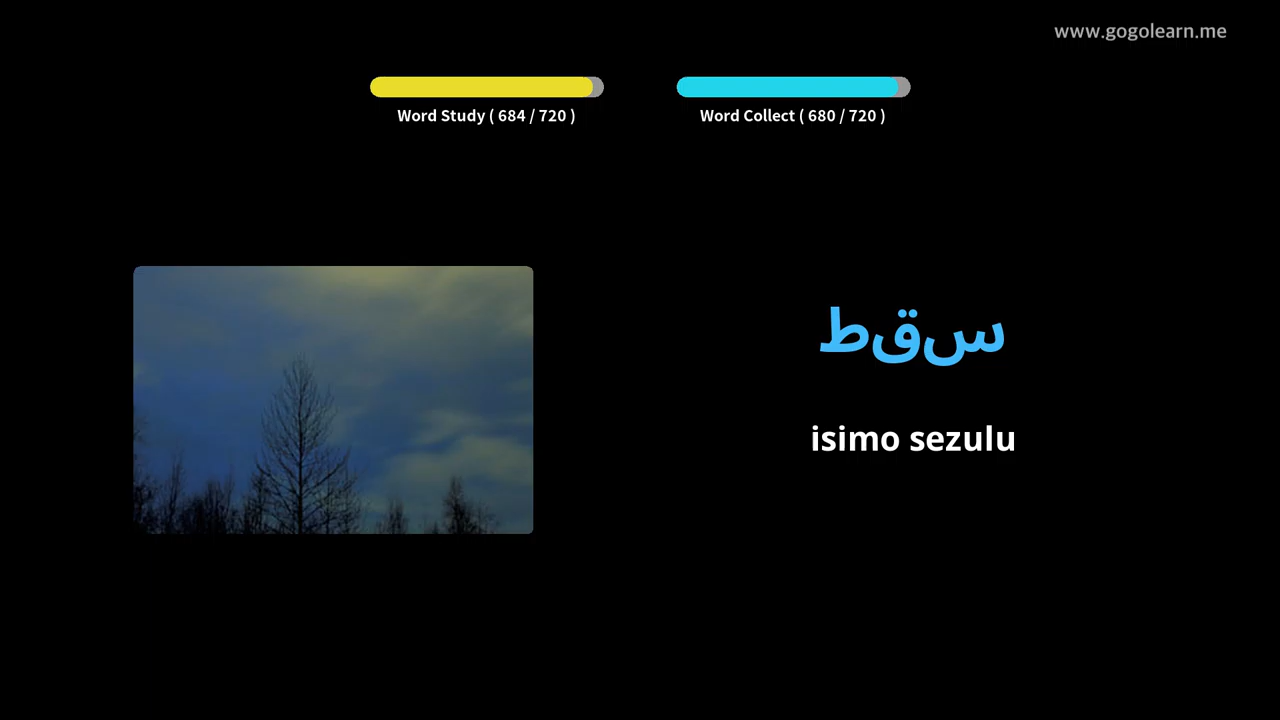 www.gogolearn.me
Word Study ( 684 / 720 )
Word Collect ( 680 / 720 )
سقط
isimo sezulu